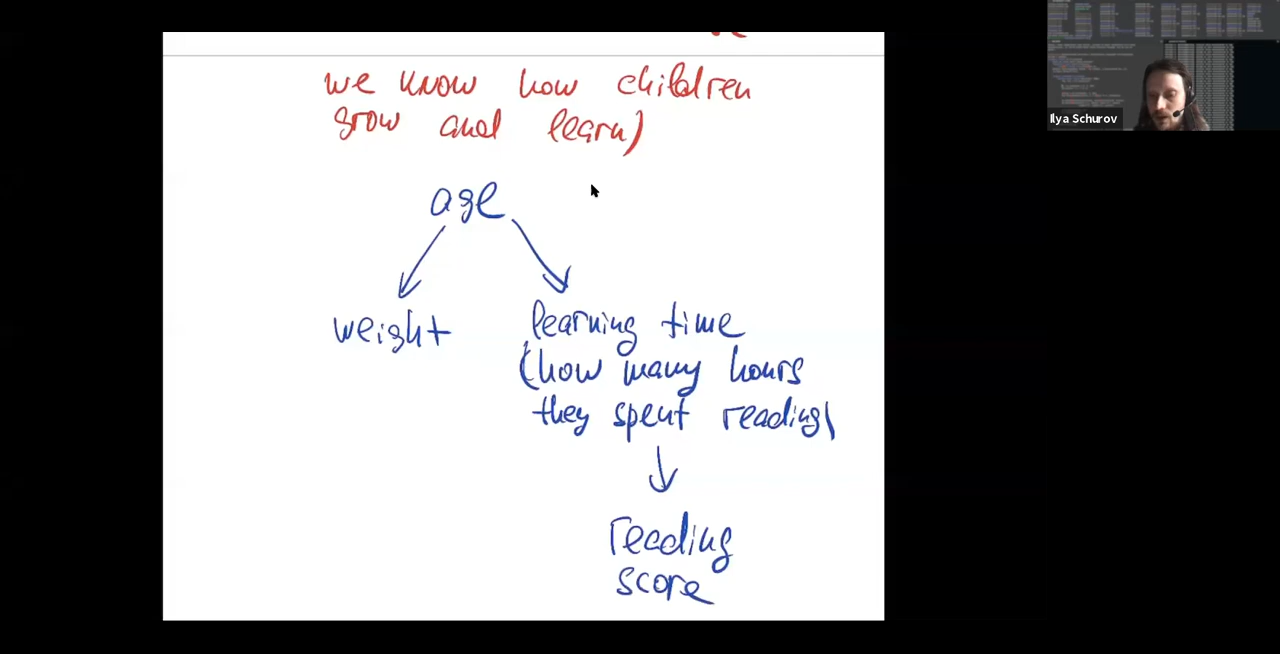 we know how children
grow and learn)
age
weight
learning time
(how many hours
they spent reading)
reading
score
Ilya Schurov